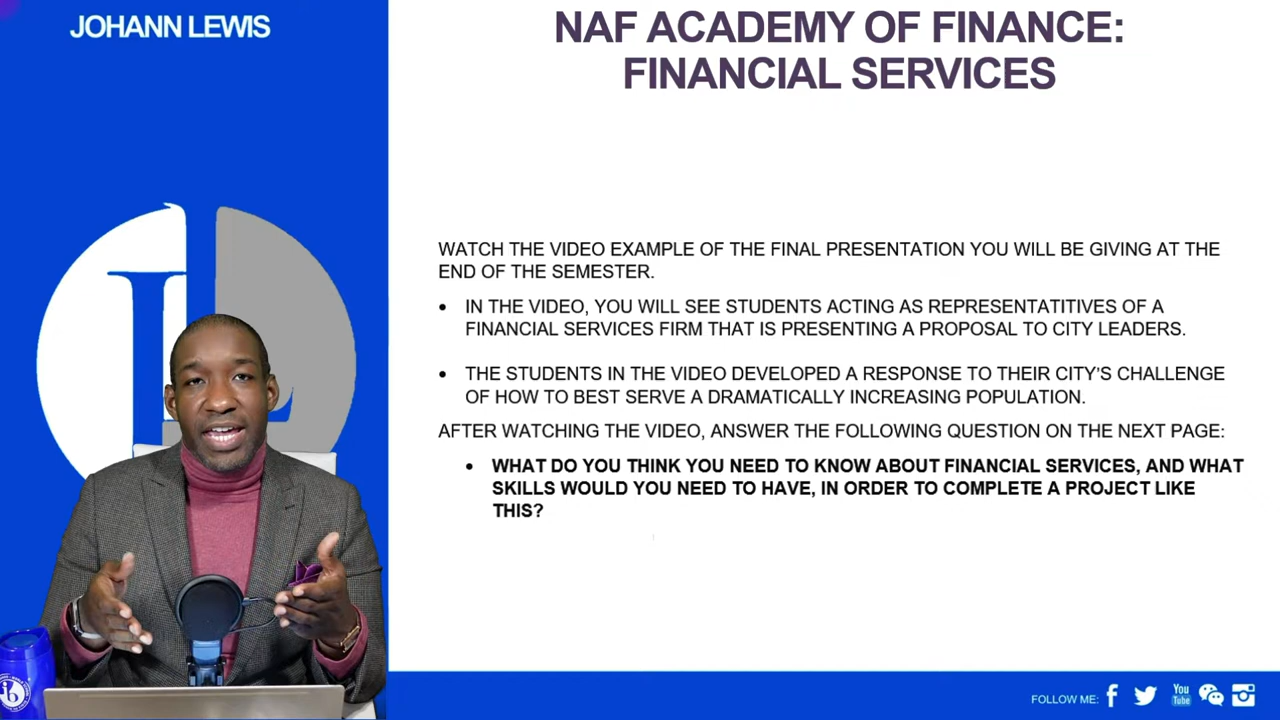 JOHANN LEWIS
NAF ACADEMY OF FINANCE:
FINANCIAL SERVICES
WATCH THE VIDEO EXAMPLE OF THE FINAL PRESENTATION YOU WILL BE GIVING AT THE
END OF THE SEMESTER.
• IN THE VIDEO, YOU WILL SEE STUDENTS ACTING AS REPRESENTATITIVES OF A
FINANCIAL SERVICES FIRM THAT IS PRESENTING A PROPOSAL TO CITY LEADERS.
• THE STUDENTS IN THE VIDEO DEVELOPED A RESPONSE TO THEIR CITY'S CHALLENGE
OF HOW TO BEST SERVE A DRAMATICALLY INCREASING POPULATION.
AFTER WATCHING THE VIDEO, ANSWER THE FOLLOWING QUESTION ON THE NEXT PAGE:
• WHAT DO YOU THINK YOU NEED TO KNOW ABOUT FINANCIAL SERVICES, AND WHAT
SKILLS WOULD YOU NEED TO HAVE, IN ORDER TO COMPLETE A PROJECT LIKE
THIS?
FOLLOW ME:
You
Tube